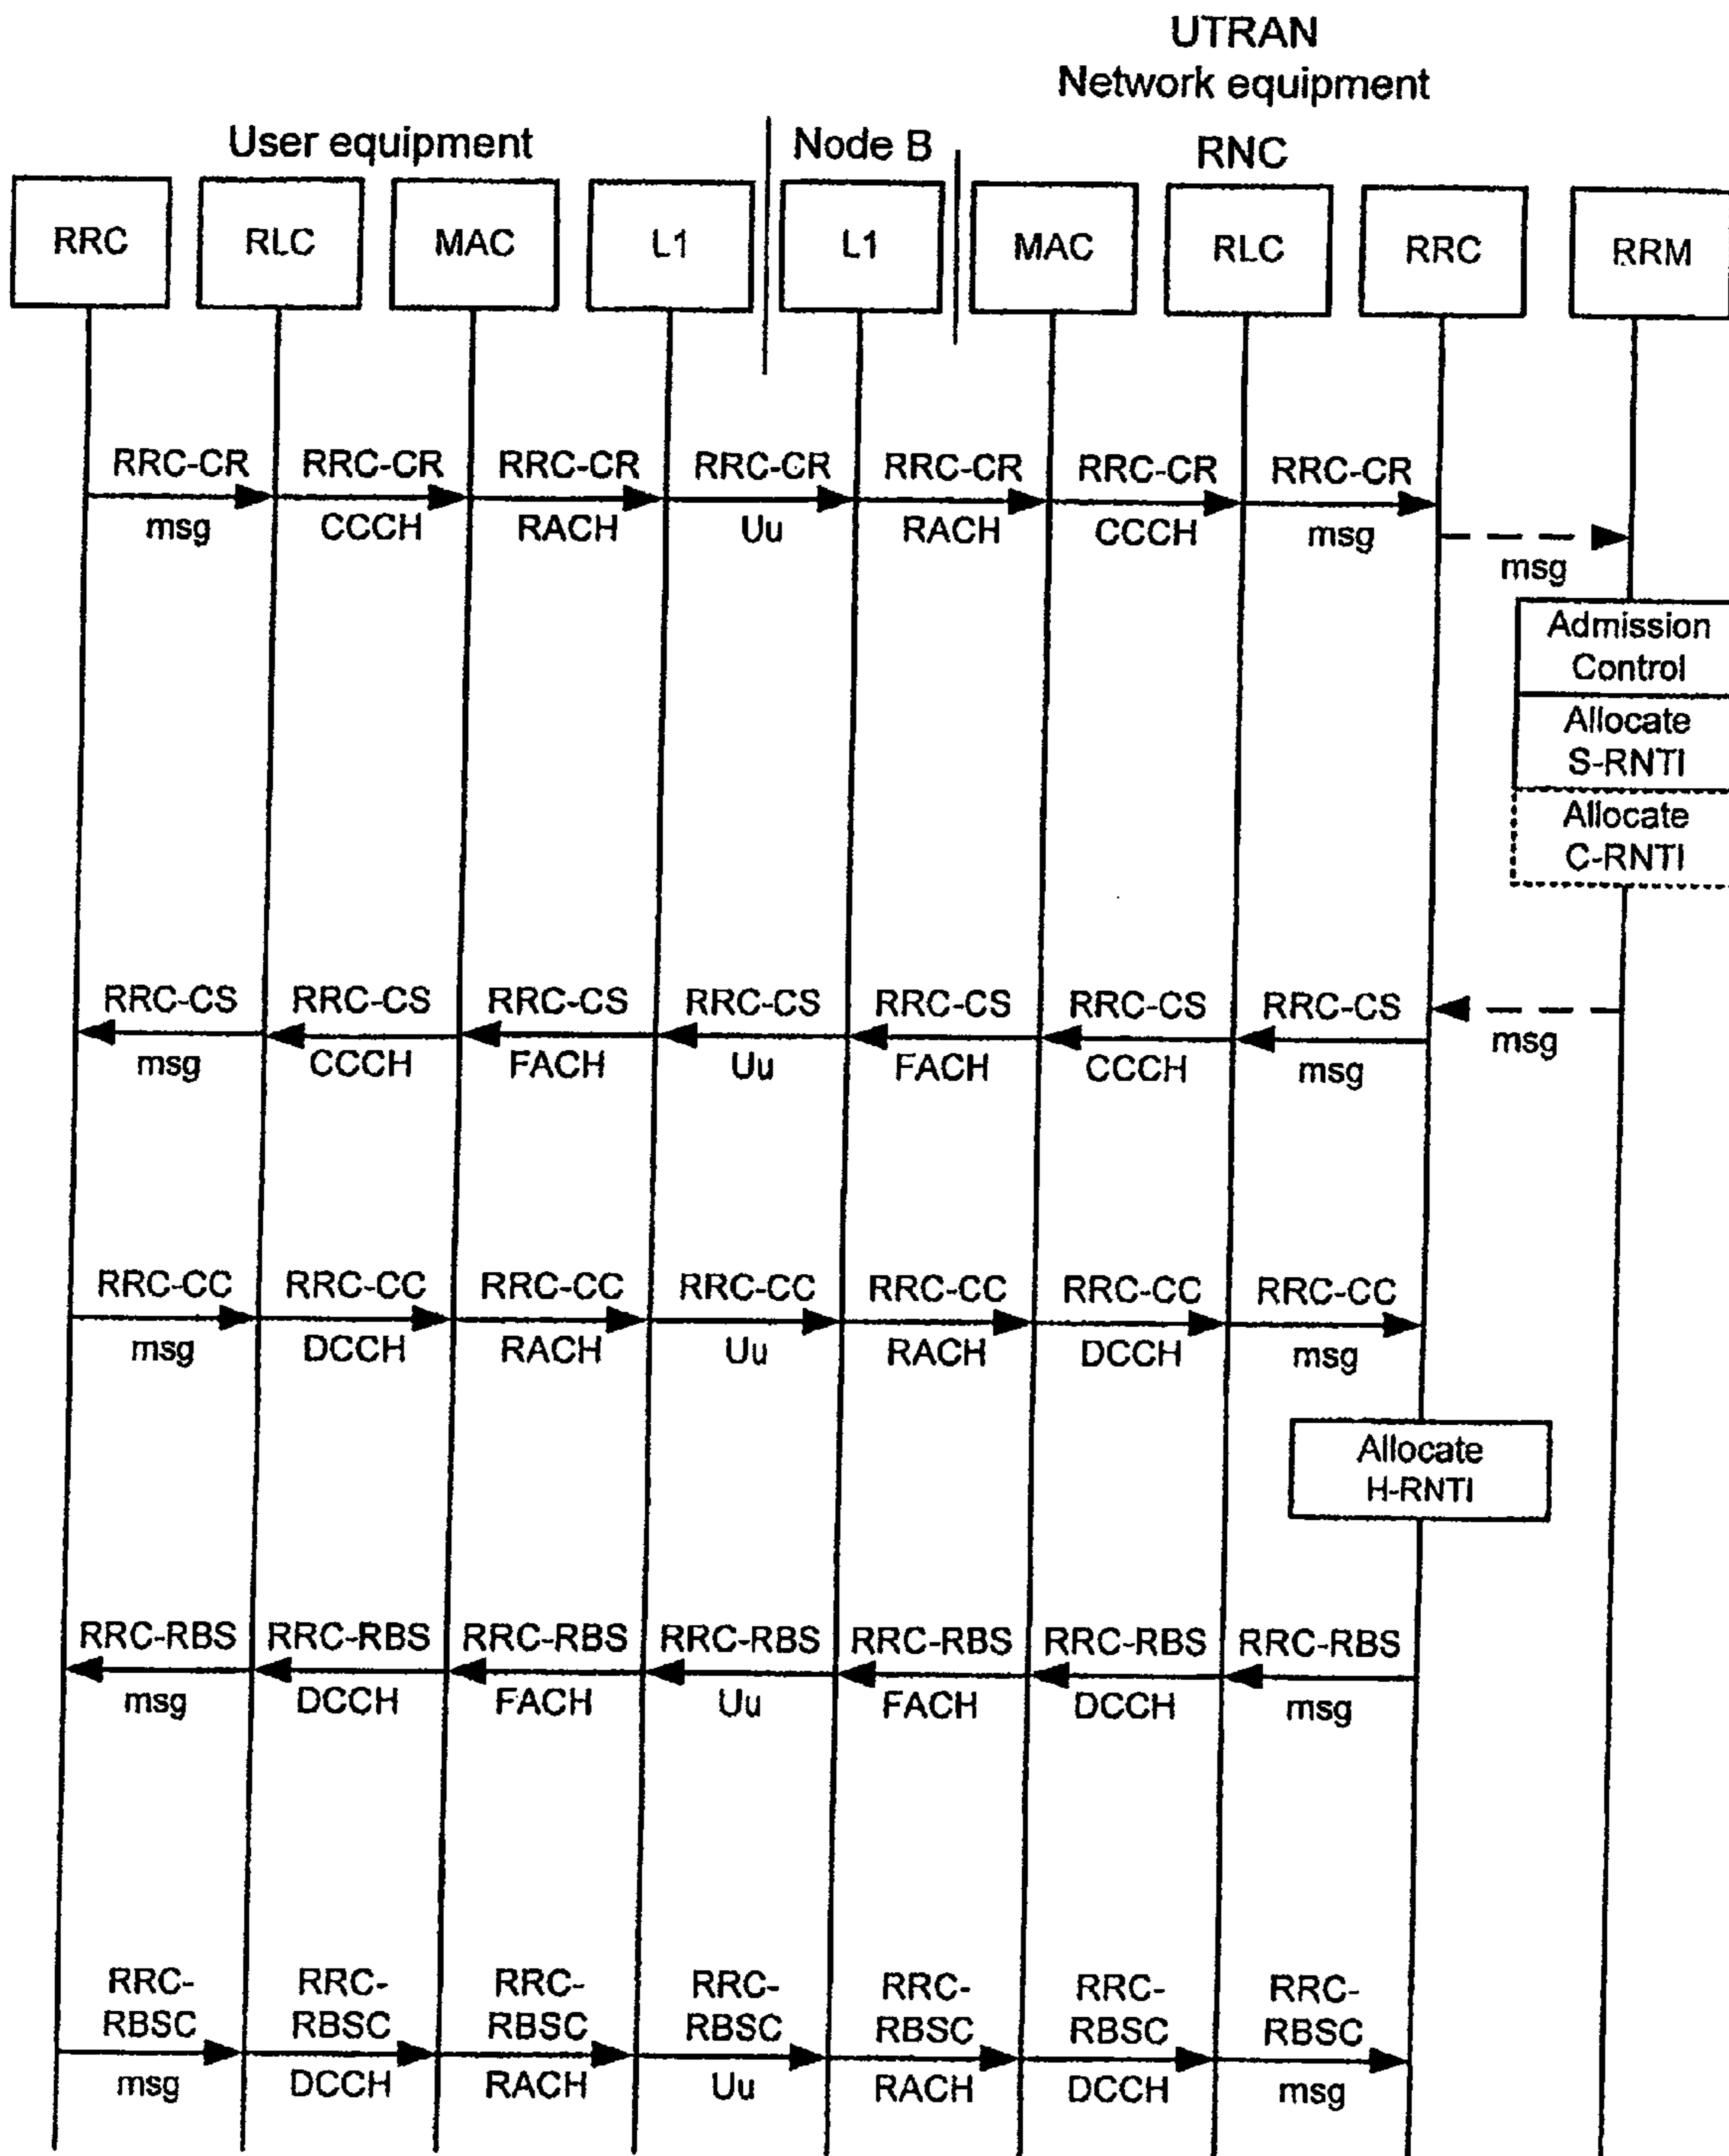 UTRAN
Network equipment
User equipment
Node B
RNC
RRC RLC MAC L1 L1 MAC RLC RRC RRM
RRC-CR RRC-CR RRC-CR RRC-CR RRC-CR RRC-CR RRC-CR
msg CCCH RACH Uu RACH CCCH msg
msg
Admission
Control
Allocate
S-RNTI
Allocate
C-RNTI
RRC-CS RRC-CS RRC-CS RRC-CS RRC-CS RRC-CS RRC-CS
msg CCCH FACH Uu FACH CCCH msg
msg
RRC-CC RRC-CC RRC-CC RRC-CC RRC-CC RRC-CC RRC-CC
msg DCCH RACH Uu RACH DCCH msg
Allocate
H-RNTI
RRC-RBS RRC-RBS RRC-RBS RRC-RBS RRC-RBS RRC-RBS RRC-RBS
msg DCCH FACH Uu FACH DCCH msg
RRC- RRC- RRC- RRC- RRC- RRC- RRC-
RBSC RBSC RBSC RBSC RBSC RBSC RBSC
msg DCCH RACH Uu RACH DCCH msg